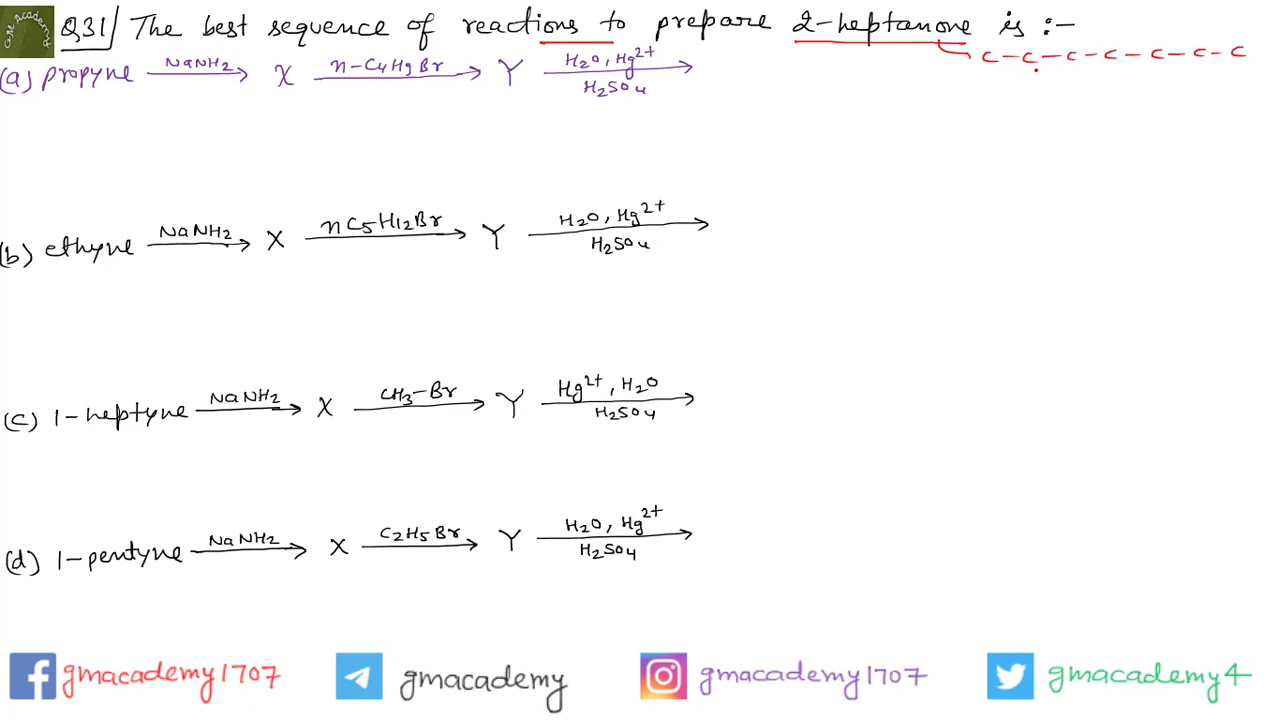 GM Academy
Q31) The best sequence of reactions to prepare 2-heptanone is :-
C-C-C-C-C-C-C
(a) propyne NaNH2 X n-C4H9Br Y H2O, Hg2+ H2SO4
(b) ethyne NaNH2 X nC5H12Br Y H2O, Hg2+ H2SO4
(c) 1-heptyne NaNH2 X CH3-Br Y Hg2+, H2O H2SO4
(d) 1-pentyne NaNH2 X C2H5Br Y H2O, Hg2+ H2SO4
gmacademy1707 gmacademy gmacademy1707 gmacademy4